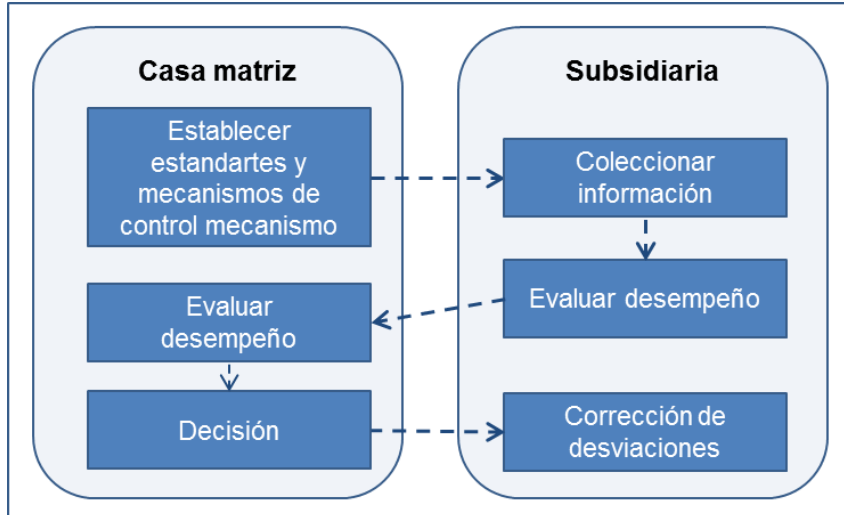 Casa matriz
Establecer
estandartes y
mecanismos de
control mecanismo
Evaluar
desempeño
Decisión
Subsidiaria
Coleccionar
información
Evaluar desempeño
Corrección de
desviaciones